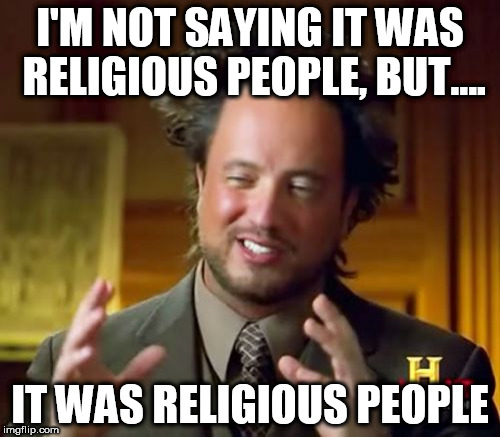 I'M NOT SAYING IT WAS
RELIGIOUS PEOPLE, BUT....
H
IT WAS RELIGIOUS PEOPLE
imgflip.com